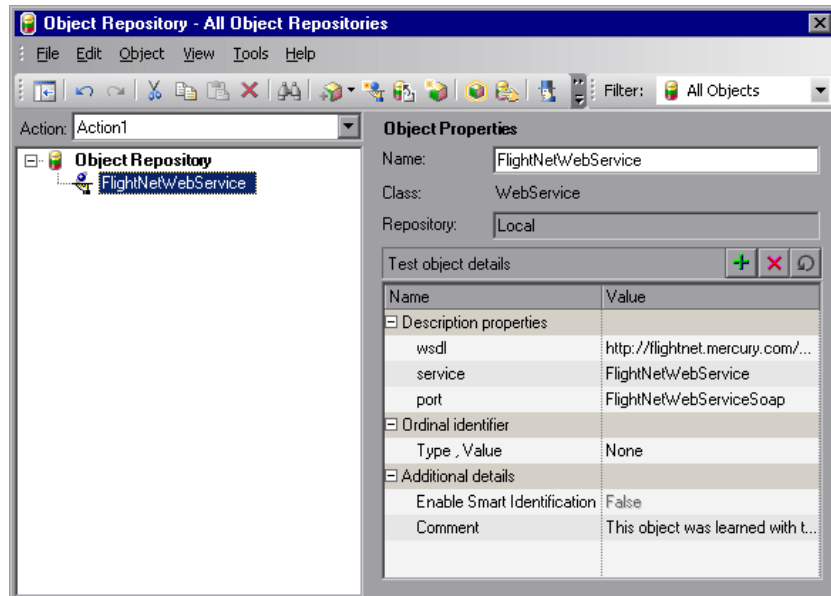 Object Repository - All Object Repositories
File Edit Object View Tools Help
Filter: All Objects
Action: Action1
Object Repository
FlightNetWebService
Object Properties
Name: FlightNetWebService
Class: WebService
Repository: Local
Test object details
Name Value
Description properties
wsdl http://flightnet.mercury.com/...
service FlightNetWebService
port FlightNetWebServiceSoap
Ordinal identifier
Type , Value None
Additional details
Enable Smart Identification False
Comment This object was learned with t...